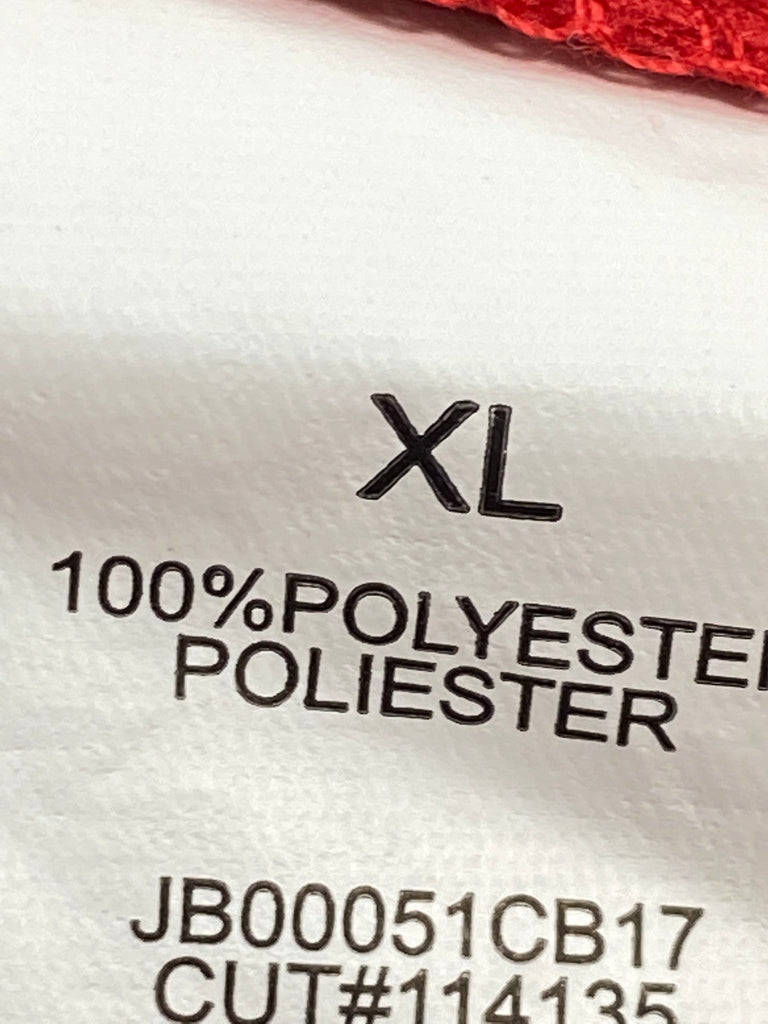 XL
100%POLYESTER
POLIESTER
JB00051CB17
CUT#114135